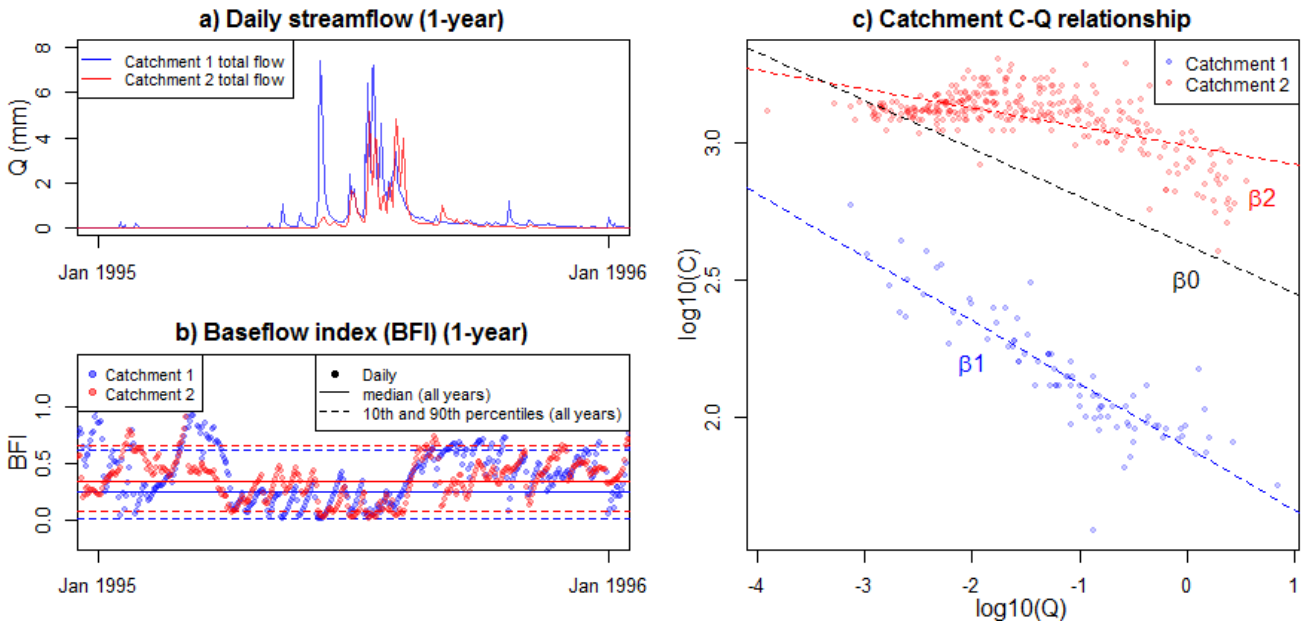 a) Daily streamflow (1-year)
Q (mm)
8
6
4
2
0
Catchment 1 total flow
Catchment 2 total flow
Jan 1995
Jan 1996
b) Baseflow index (BFI) (1-year)
BFI
1.0
0.5
0.0
Catchment 1
Catchment 2
Daily
median (all years)
10th and 90th percentiles (all years)
Jan 1995
Jan 1996
c) Catchment C-Q relationship
log10(C)
3.0
2.5
2.0
Catchment 1
Catchment 2
β2
β0
β1
-4 -3 -2 -1 0 1
log10(Q)